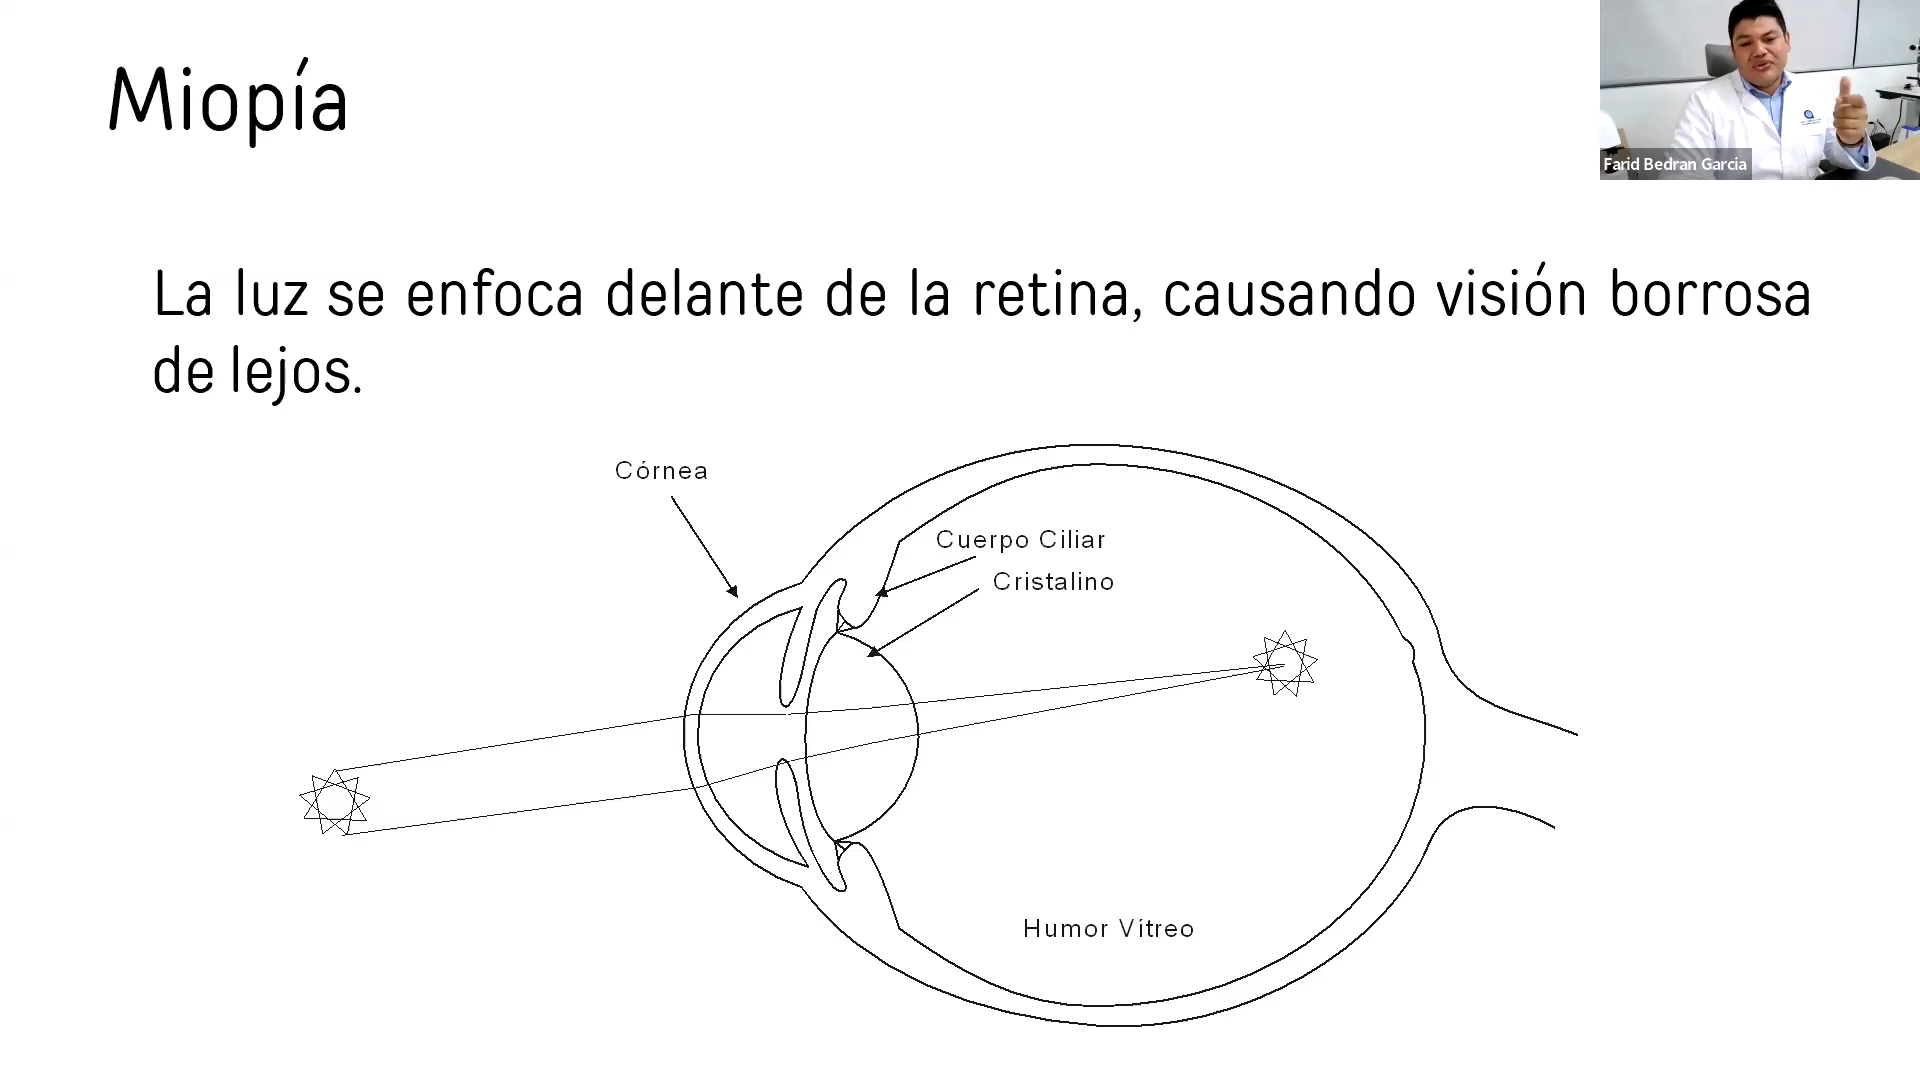 Miopía
Farid Bedran Garcia
La luz se enfoca delante de la retina, causando visión borrosa
de lejos.
Córnea
Cuerpo Ciliar
Cristalino
Humor Vítreo